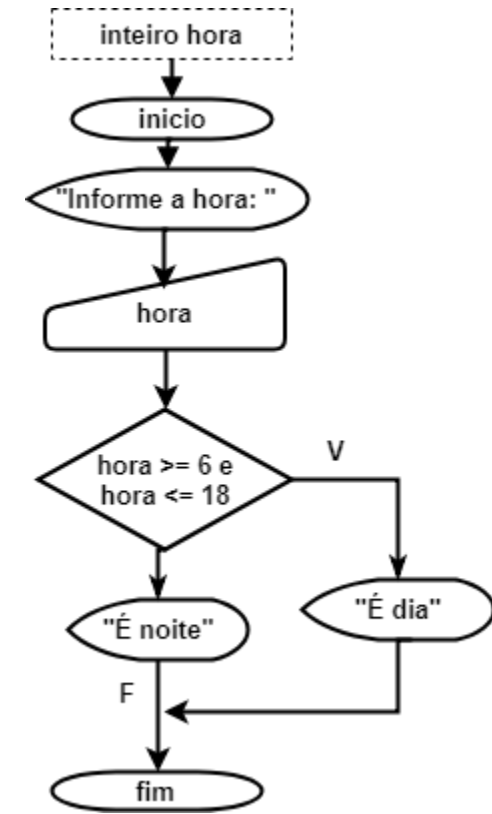 inteiro hora
inicio
"Informe a hora: "
hora
hora >= 6 e
hora <= 18
V
"É noite"
"É dia"
F
fim